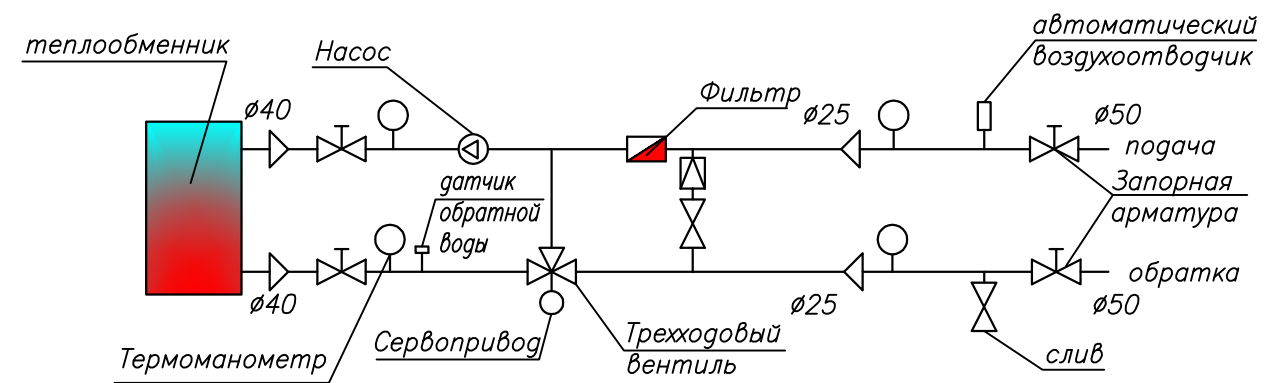 теплообменник
Насос
автоматический
воздухоотводчик
Фильтр
ø40
ø25
ø50
подача
датчик
обратной
воды
Запорная
арматура
обратка
ø40
ø25
ø50
Термоманометр
Сервопривод
Трехходовый
вентиль
слив